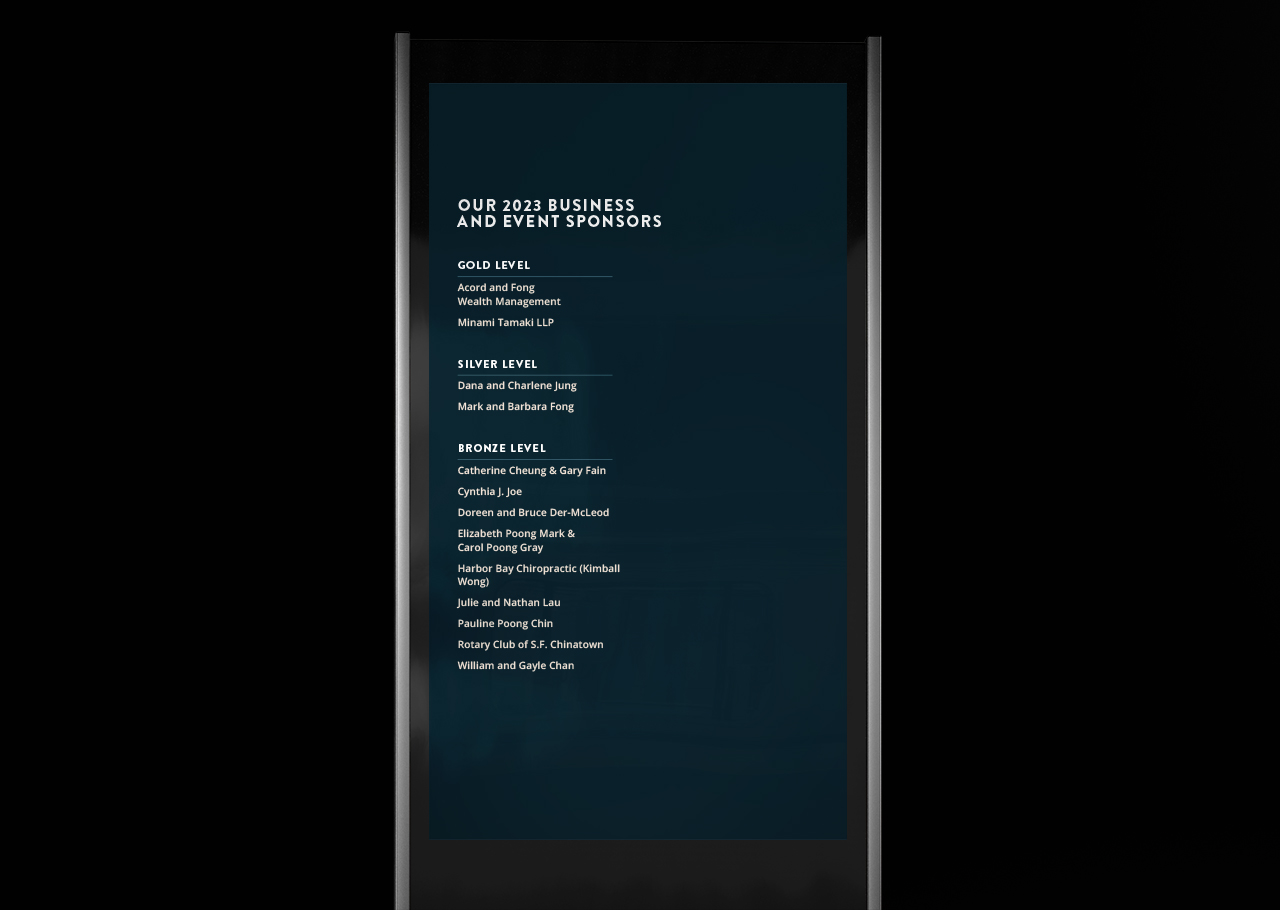 OUR 2023 BUSINESS
AND EVENT SPONSORS
GOLD LEVEL
Acord and Fong
Wealth Management
Minami Tamaki LLP
SILVER LEVEL
Dana and Charlene Jung
Mark and Barbara Fong
BRONZE LEVEL
Catherine Cheung & Gary Fain
Cynthia J. Joe
Doreen and Bruce Der-McLeod
Elizabeth Poong Mark &
Carol Poong Gray
Harbor Bay Chiropractic (Kimball
Wong)
Julie and Nathan Lau
Pauline Poong Chin
Rotary Club of S.F. Chinatown
William and Gayle Chan